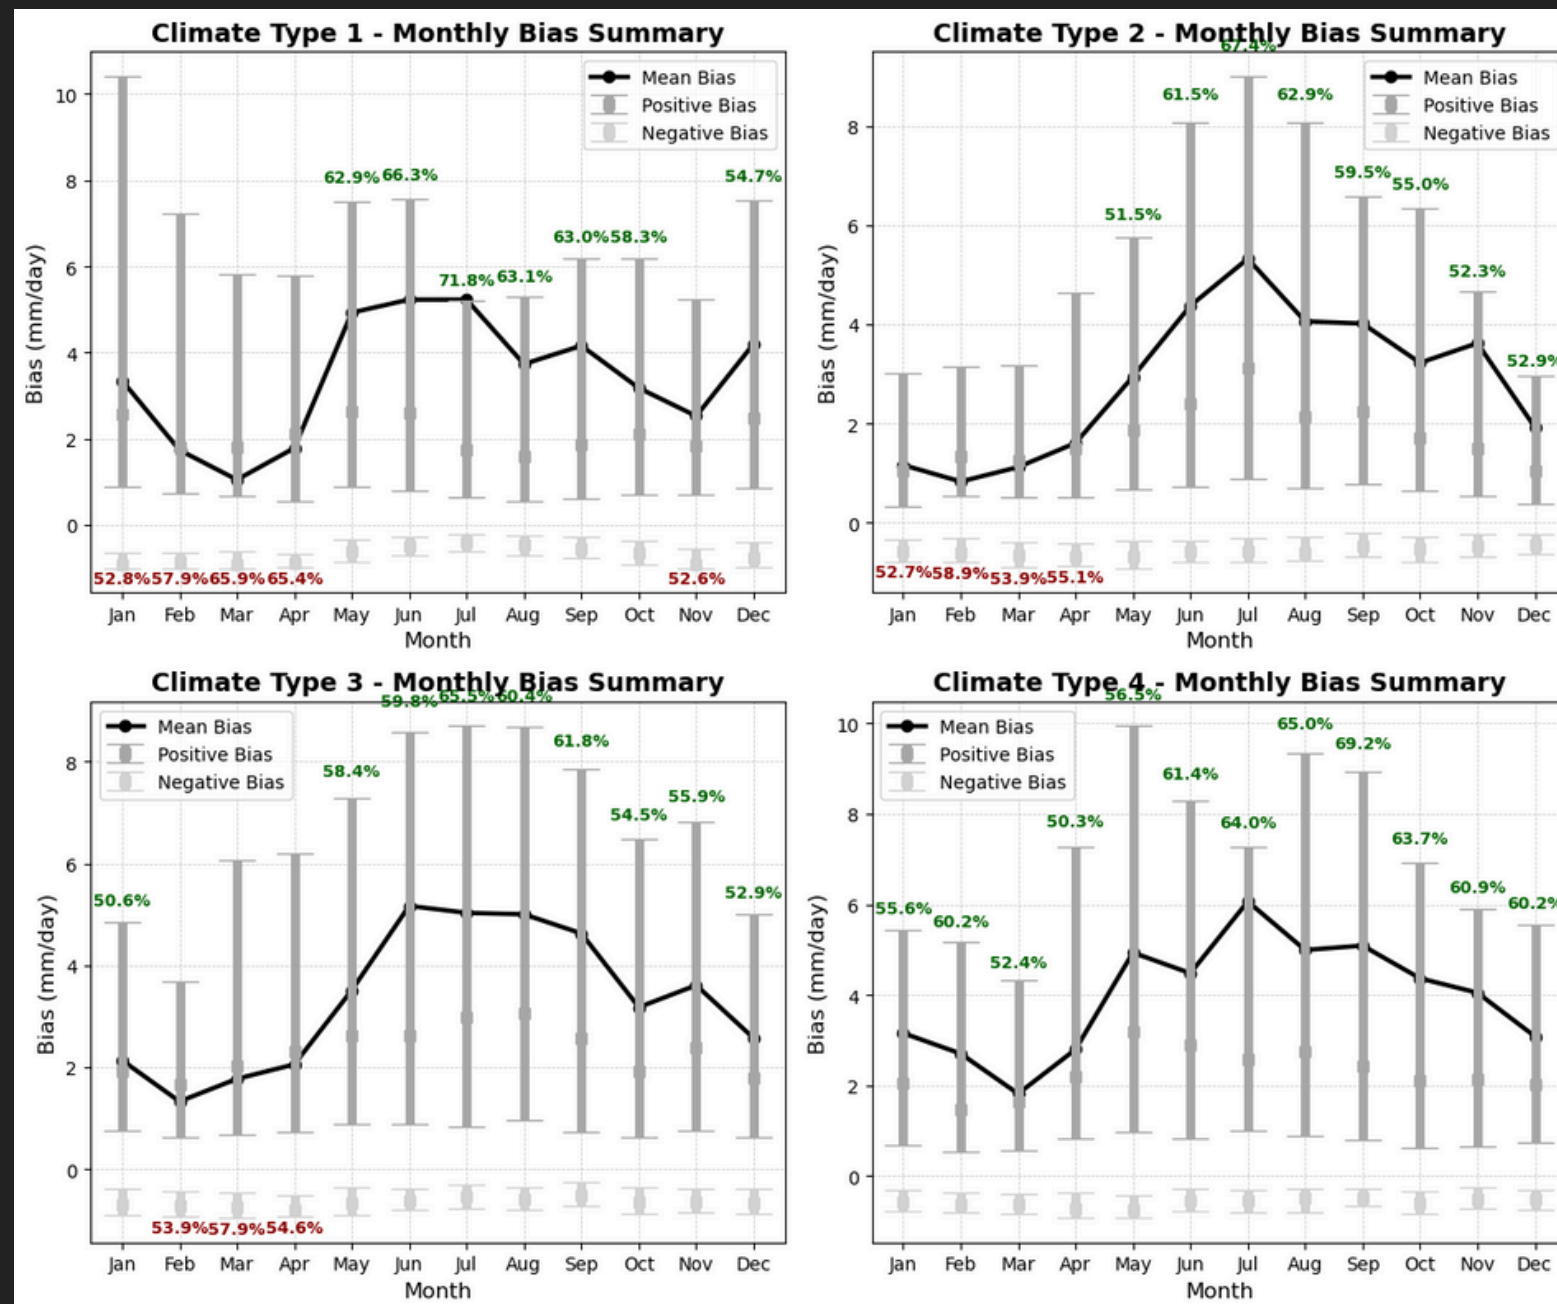 Climate Type 1 - Monthly Bias Summary
Mean Bias
Positive Bias
Negative Bias
Bias (mm/day)
10
8
6
4
2
0
62.9% 66.3% 71.8% 63.1% 63.0% 58.3% 54.7%
52.8% 57.9% 65.9% 65.4% 52.6%
Jan Feb Mar Apr May Jun Jul Aug Sep Oct Nov Dec
Month
Climate Type 2 - Monthly Bias Summary
Mean Bias
Positive Bias
Negative Bias
Bias (mm/day)
8
6
4
2
0
51.5% 61.5% 67.4% 62.9% 59.5% 55.0% 52.3% 52.9%
52.7% 58.9% 53.9% 55.1%
Jan Feb Mar Apr May Jun Jul Aug Sep Oct Nov Dec
Month
Climate Type 3 - Monthly Bias Summary
Mean Bias
Positive Bias
Negative Bias
Bias (mm/day)
8
6
4
2
0
50.6% 58.4% 59.8% 65.5% 60.4% 61.8% 54.5% 55.9% 52.9%
53.9% 57.9% 54.6%
Jan Feb Mar Apr May Jun Jul Aug Sep Oct Nov Dec
Month
Climate Type 4 - Monthly Bias Summary
Mean Bias
Positive Bias
Negative Bias
Bias (mm/day)
10
8
6
4
2
0
55.6% 60.2% 52.4% 50.3% 56.5% 61.4% 64.0% 65.0% 69.2% 63.7% 60.9% 60.2%
Jan Feb Mar Apr May Jun Jul Aug Sep Oct Nov Dec
Month